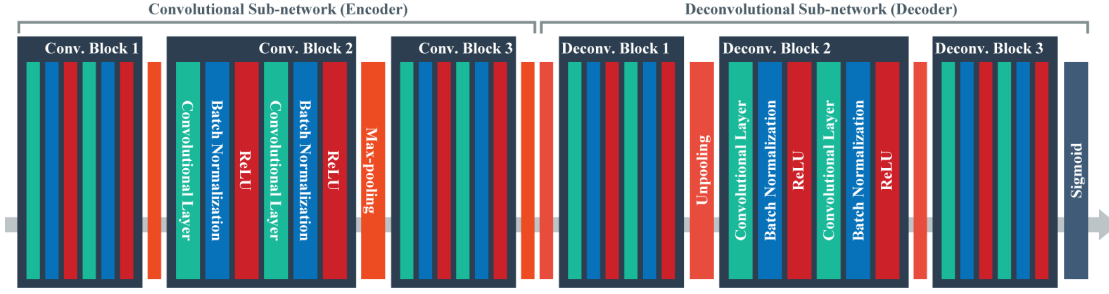 Convolutional Sub-network (Encoder)
Deconvolutional Sub-network (Decoder)
Conv. Block 1
Conv. Block 2
Conv. Block 3
Deconv. Block 1
Deconv. Block 2
Deconv. Block 3
Convolutional Layer
Batch Normalization
ReLU
Convolutional Layer
Batch Normalization
ReLU
Max-pooling
Unpooling
Convolutional Layer
Batch Normalization
ReLU
Convolutional Layer
Batch Normalization
ReLU
Sigmoid